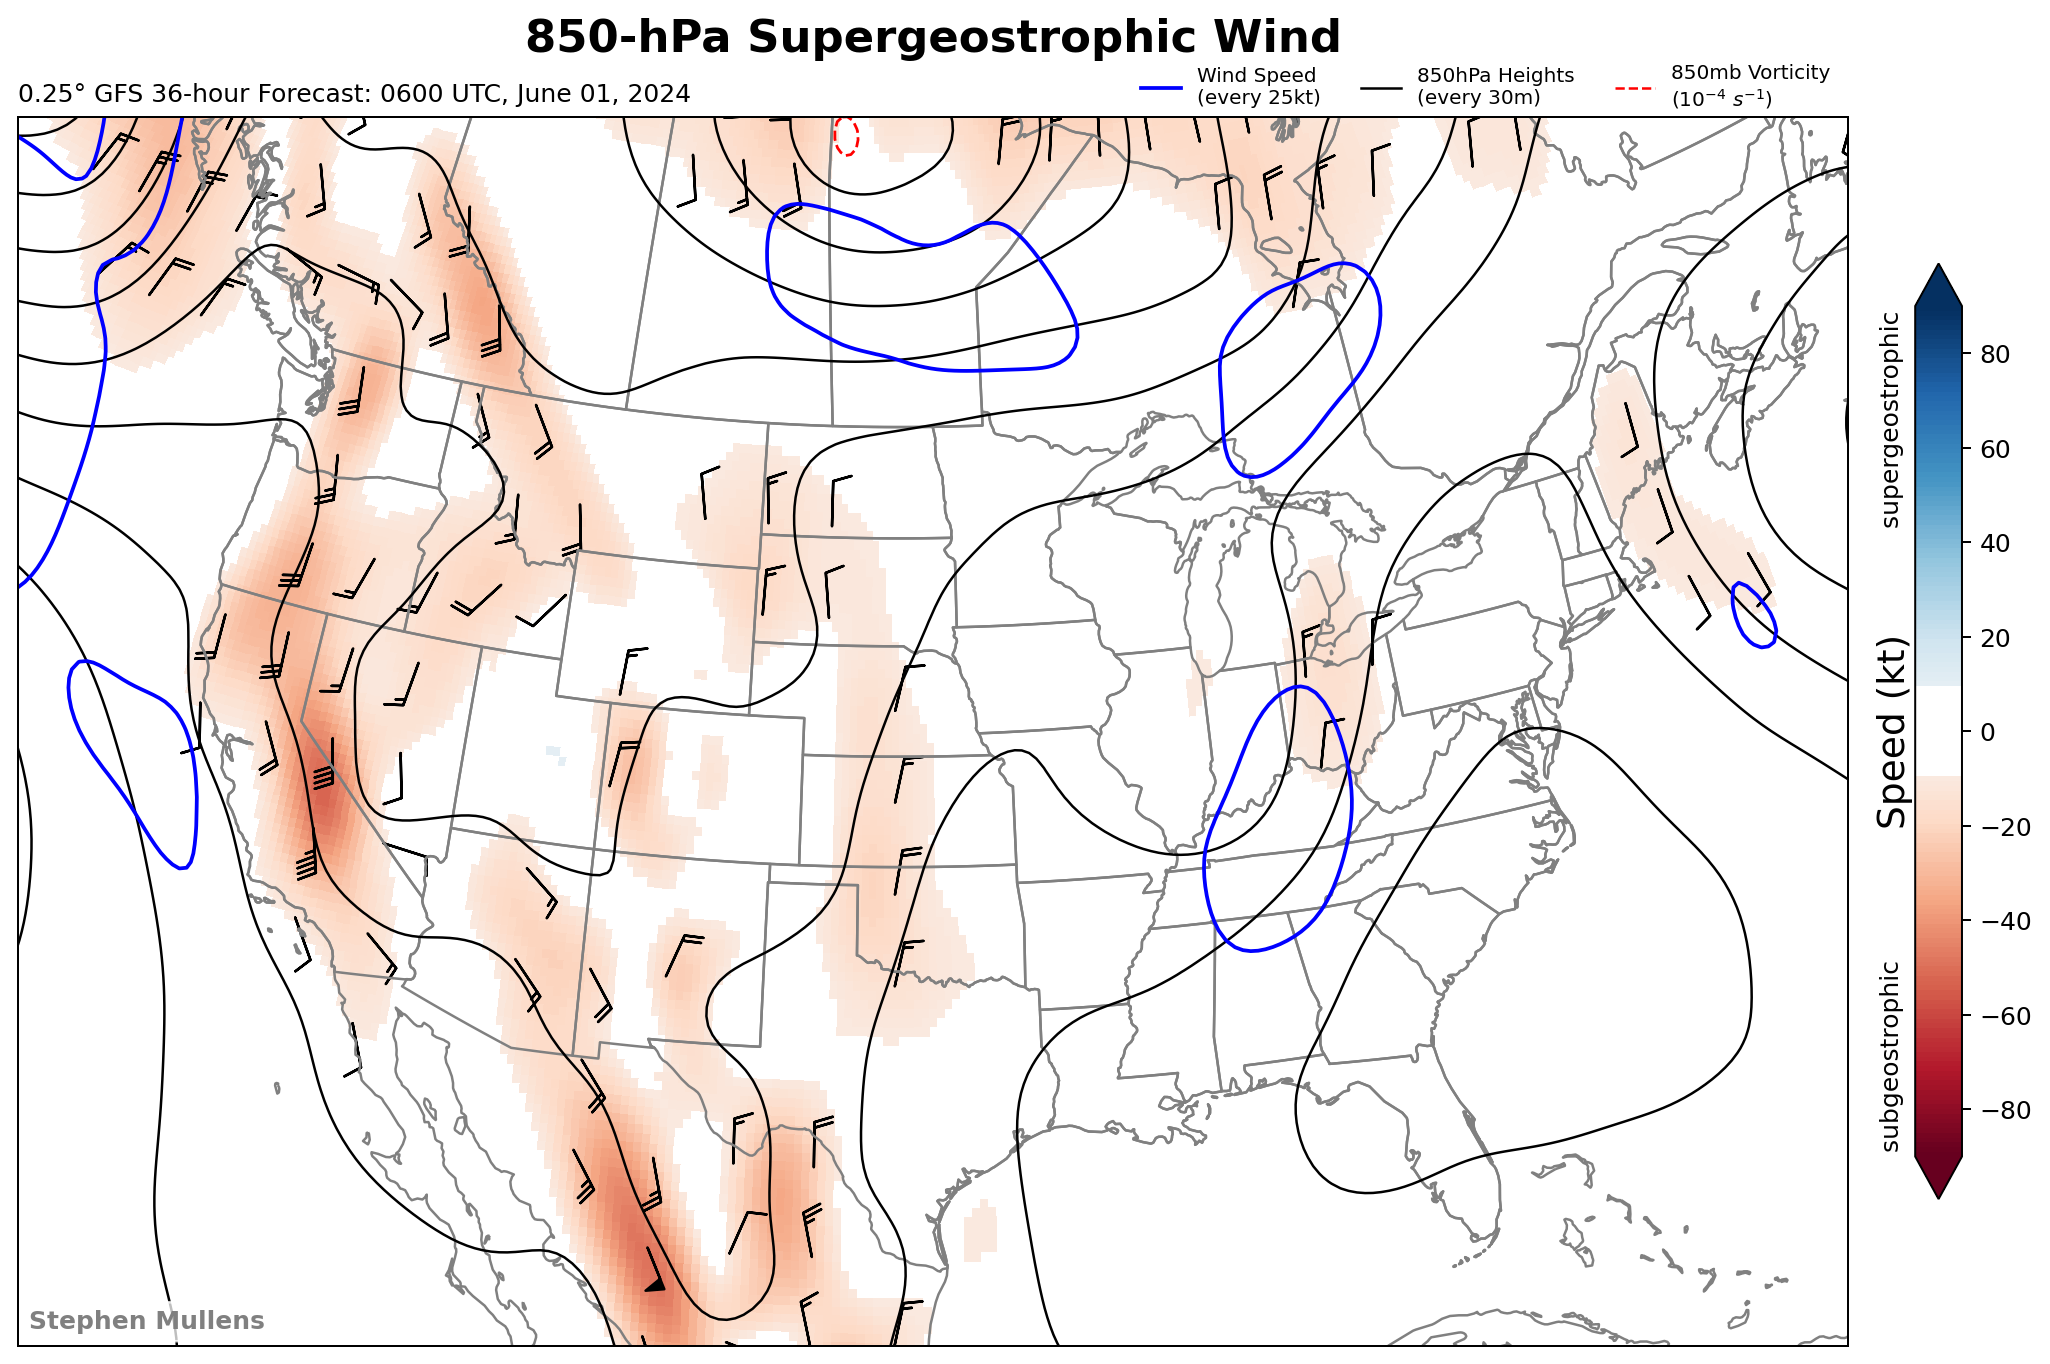 850-hPa Supergeostrophic Wind
0.25° GFS 36-hour Forecast: 0600 UTC, June 01, 2024
Wind Speed
(every 25kt)
850hPa Heights
(every 30m)
850mb Vorticity
(10⁻⁴ s⁻¹)
supergeostrophic
Speed (kt)
subgeostrophic
80
60
40
20
0
−20
−40
−60
−80
Stephen Mullens